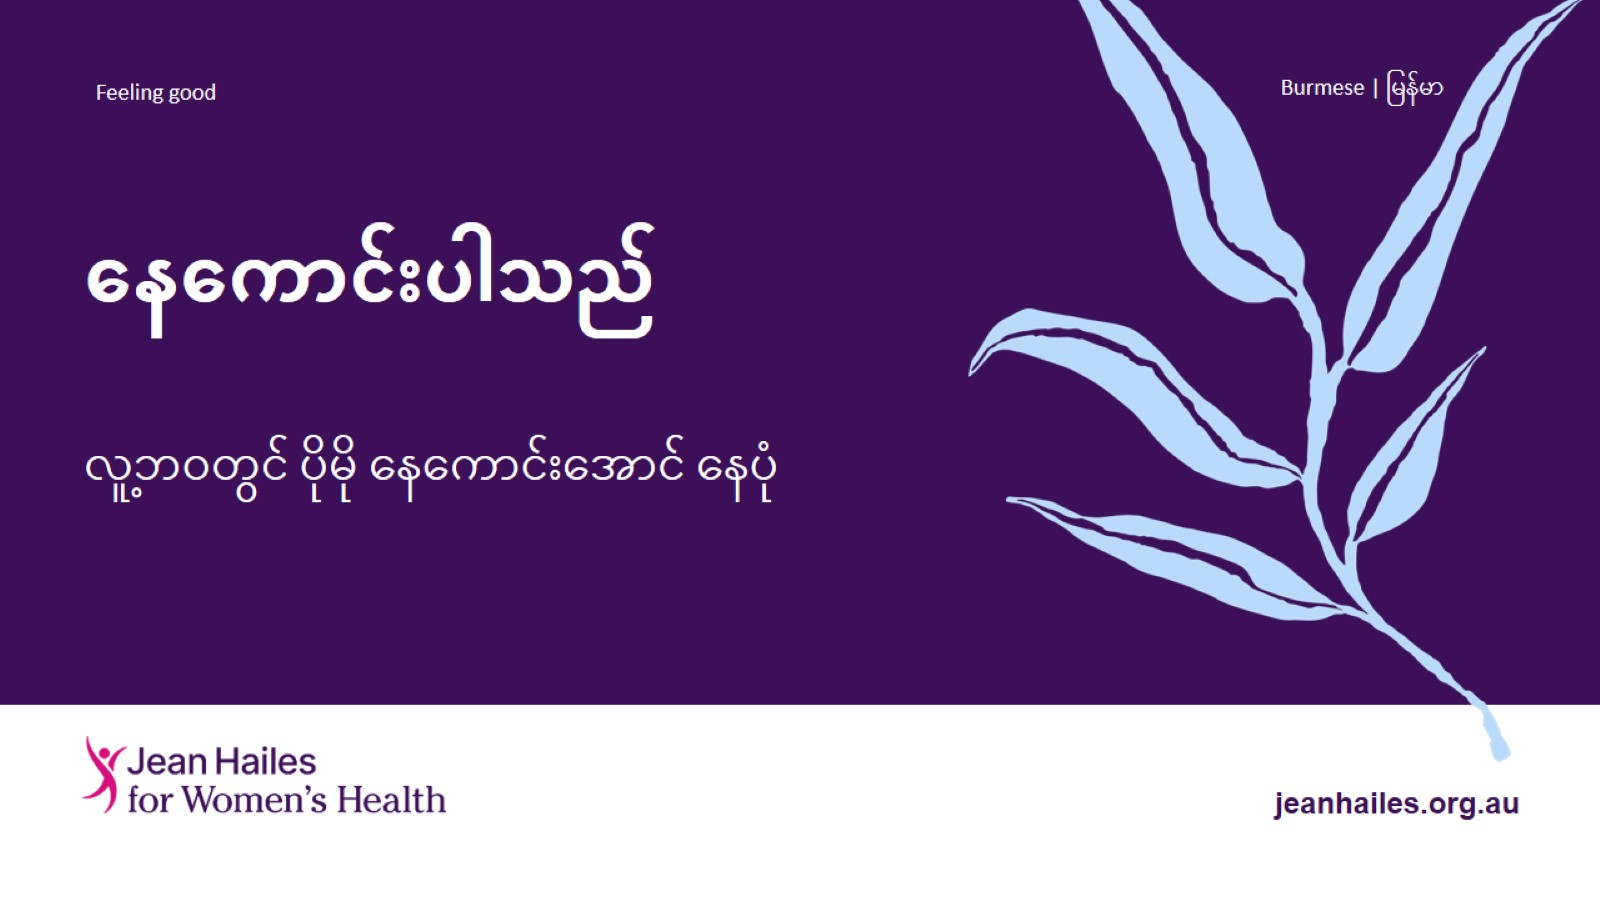 Feeling good
Burmese | မြန်မာ
နေကောင်းပါသည်
လူ့ဘဝတွင် ပိုမို နေကောင်းအောင် နေပုံ
Jean Hailes
for Women's Health
jeanhailes.org.au